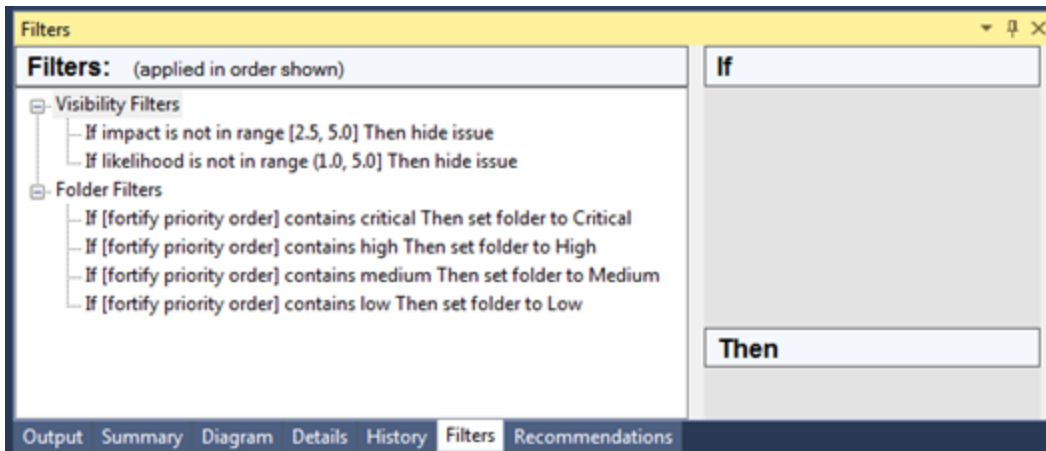 Filters
Filters: (applied in order shown)
If
Visibility Filters
If impact is not in range [2.5, 5.0] Then hide issue
If likelihood is not in range (1.0, 5.0] Then hide issue
Folder Filters
If [fortify priority order] contains critical Then set folder to Critical
If [fortify priority order] contains high Then set folder to High
If [fortify priority order] contains medium Then set folder to Medium
If [fortify priority order] contains low Then set folder to Low
Then
Output Summary Diagram Details History Filters Recommendations